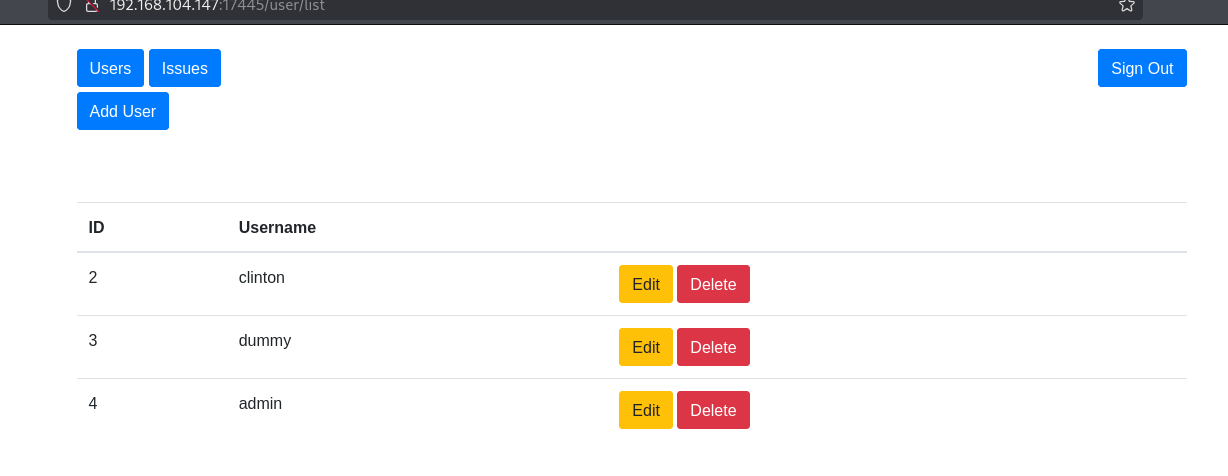 192.168.104.147:17445/user/list
Users Issues Sign Out
Add User
ID Username
2 clinton Edit Delete
3 dummy Edit Delete
4 admin Edit Delete